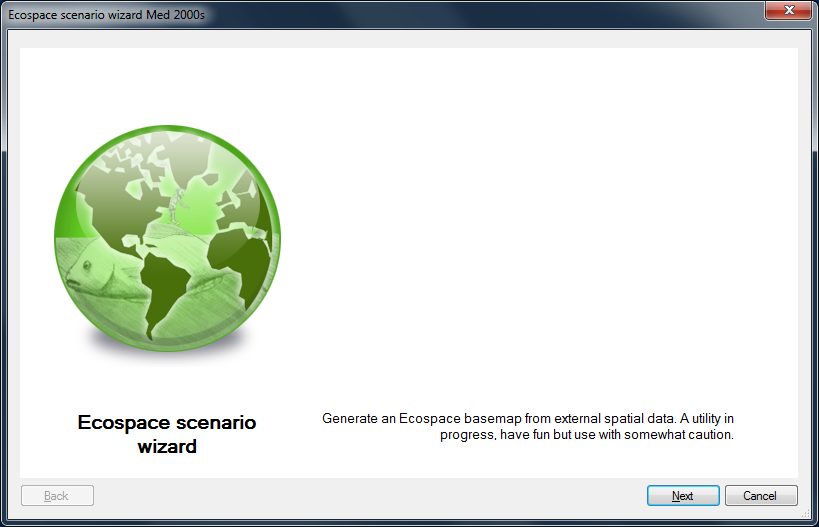 Ecospace scenario wizard Med 2000s
Ecospace scenario
wizard
Generate an Ecospace basemap from external spatial data. A utility in
progress, have fun but use with somewhat caution.
Back
Next
Cancel